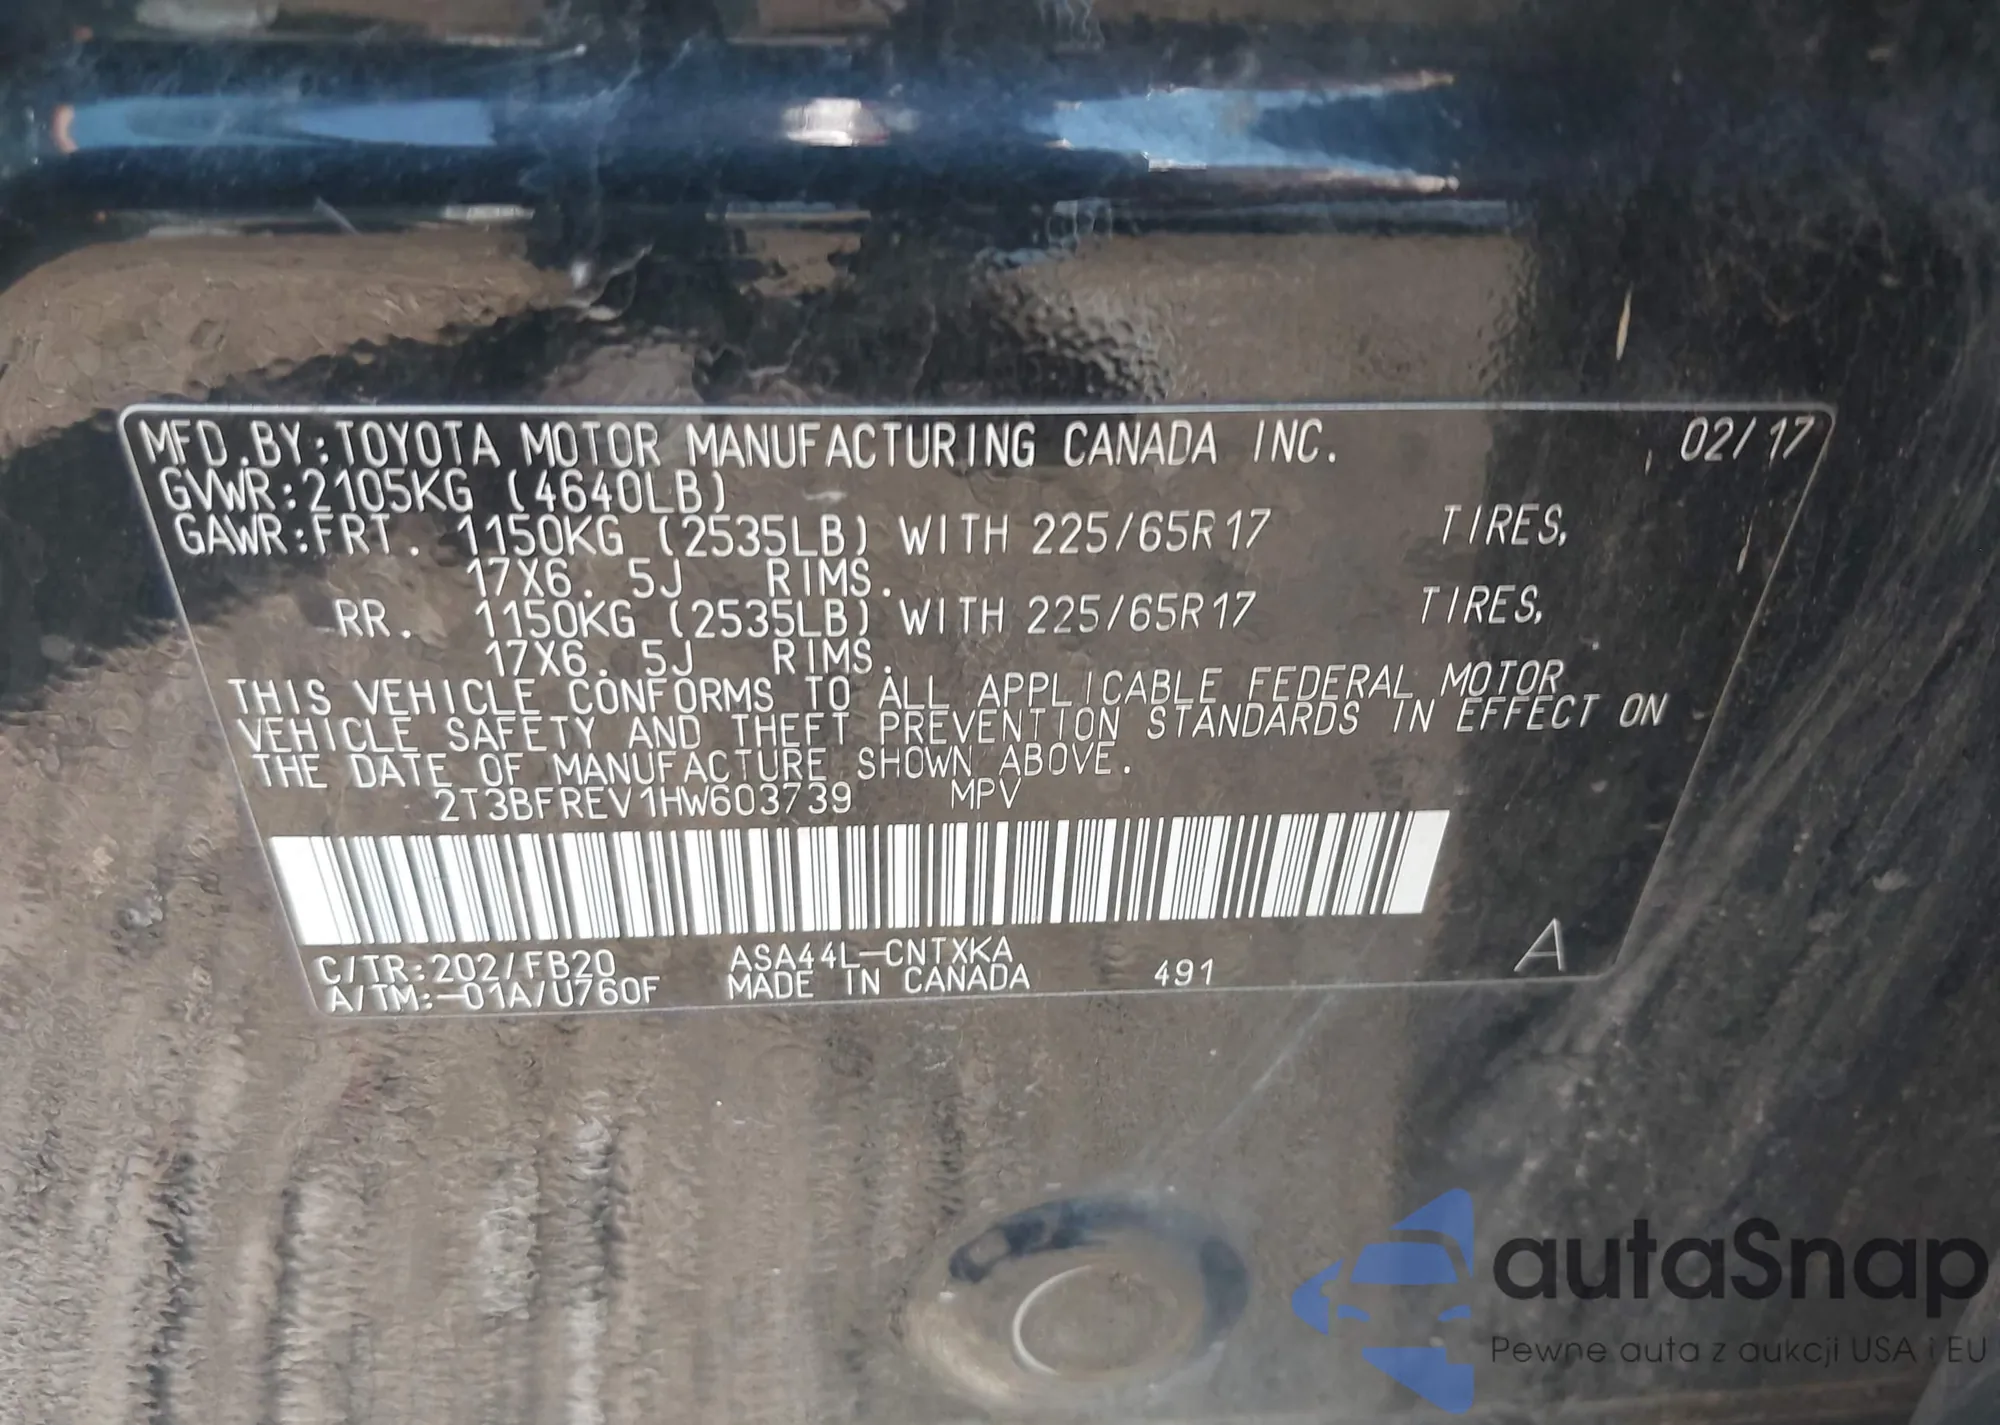 MFD.BY:TOYOTA MOTOR MANUFACTURING CANADA INC. 02/17
GVWR:2105KG (4640LB)
GAWR:FRT. 1150KG (2535LB) WITH 225/65R17 TIRES,
17X6.5J RIMS.
RR. 1150KG (2535LB) WITH 225/65R17 TIRES,
17X6.5J RIMS.
THIS VEHICLE CONFORMS TO ALL APPLICABLE FEDERAL MOTOR
VEHICLE SAFETY AND THEFT PREVENTION STANDARDS IN EFFECT ON
THE DATE OF MANUFACTURE SHOWN ABOVE.
2T3BFREV1HW603739 MPV
C/TR:202/FB20 ASA44L-CNTXKA A
A/TM:-01A/U760F MADE IN CANADA 491
autaSnap
Pewne auta z aukcji USA i EU